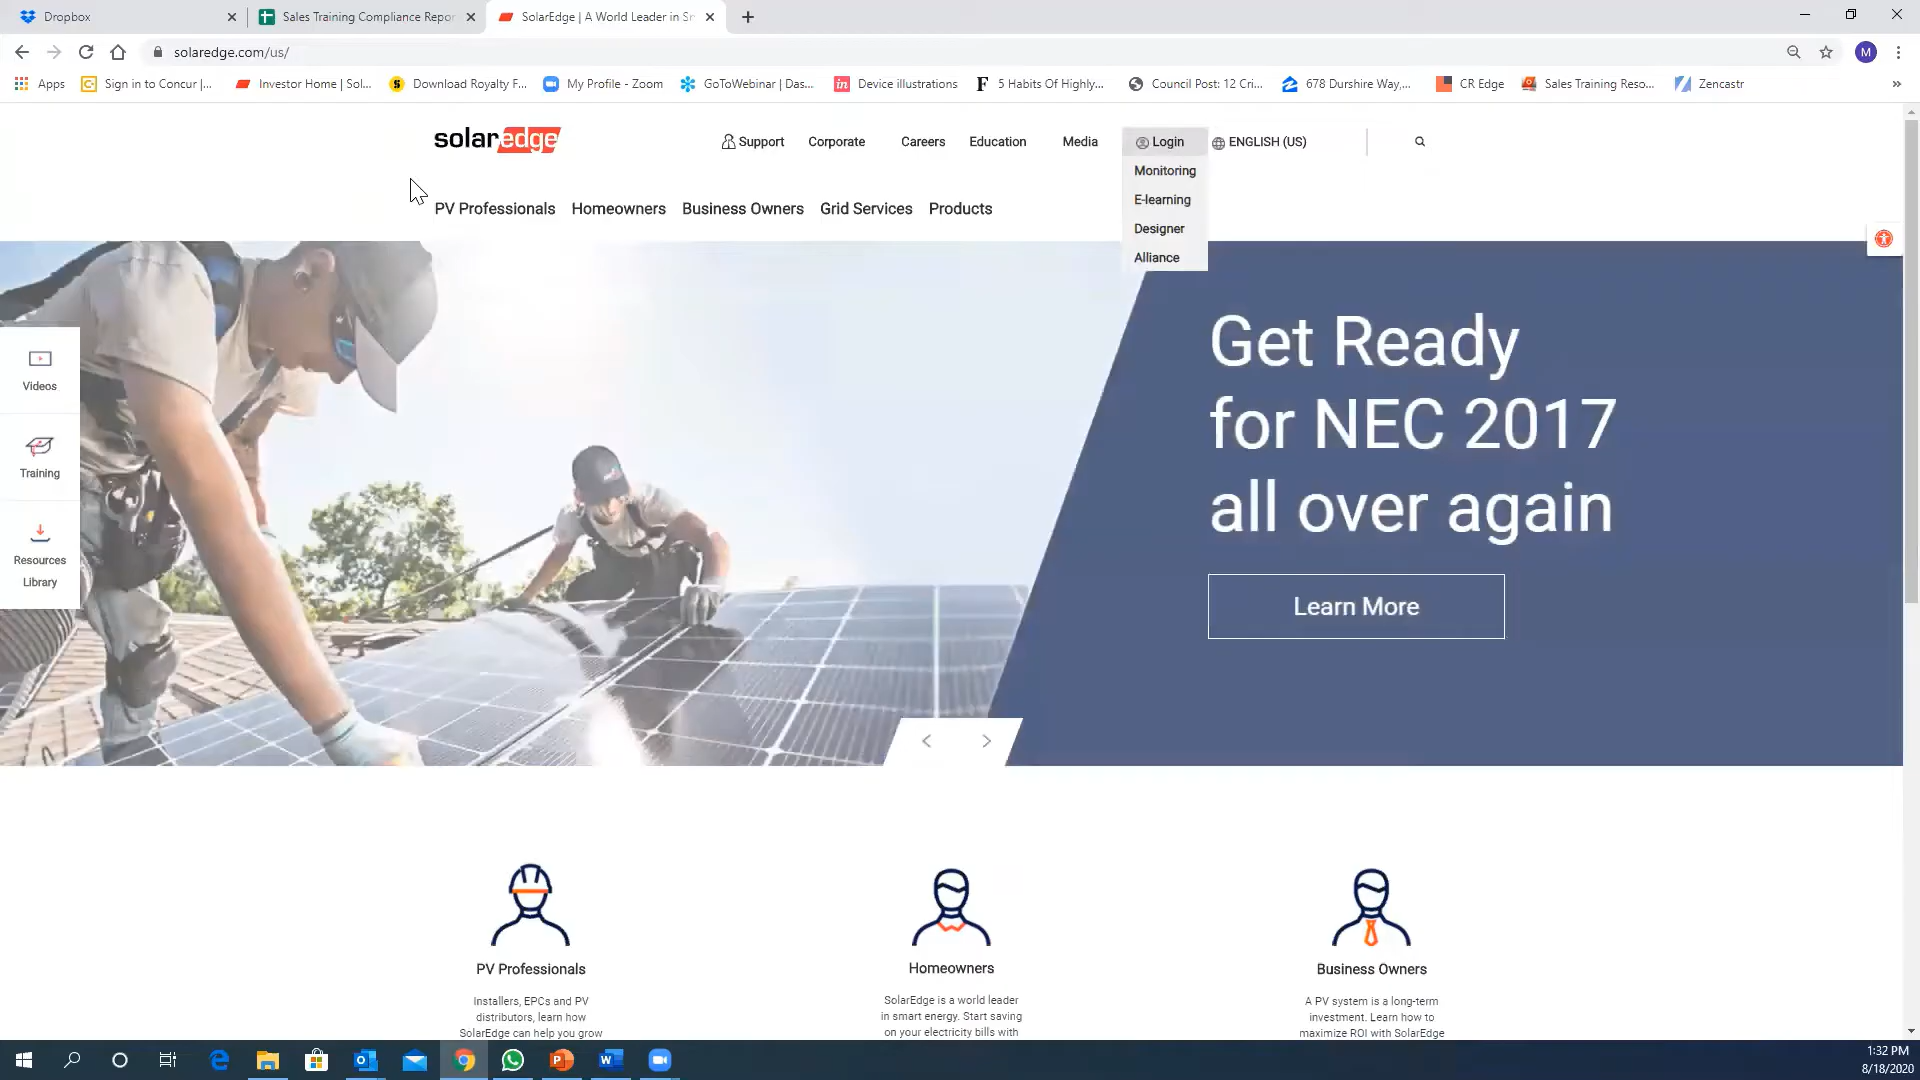 Dropbox
Sales Training Compliance Repor
SolarEdge | A World Leader in Sm
solaredge.com/us/
M
Apps
Sign in to Concur |...
Investor Home | Sol...
Download Royalty F...
My Profile - Zoom
GoToWebinar | Das...
in
Device illustrations
F
5 Habits Of Highly...
Council Post: 12 Cri...
678 Durshire Way,...
CR Edge
Sales Training Reso...
Zencastr
»
solaredge
Support
Corporate
Careers
Education
Media
Login
ENGLISH (US)
Monitoring
E-learning
Designer
Alliance
PV Professionals
Homeowners
Business Owners
Grid Services
Products
Videos
Training
Resources
Library
Get Ready
for NEC 2017
all over again
Learn More
PV Professionals
Installers, EPCs and PV
distributors, learn how
SolarEdge can help you grow
Homeowners
SolarEdge is a world leader
in smart energy. Start saving
on your electricity bills with
Business Owners
A PV system is a long-term
investment. Learn how to
maximize ROI with SolarEdge
1:32 PM
8/18/2020